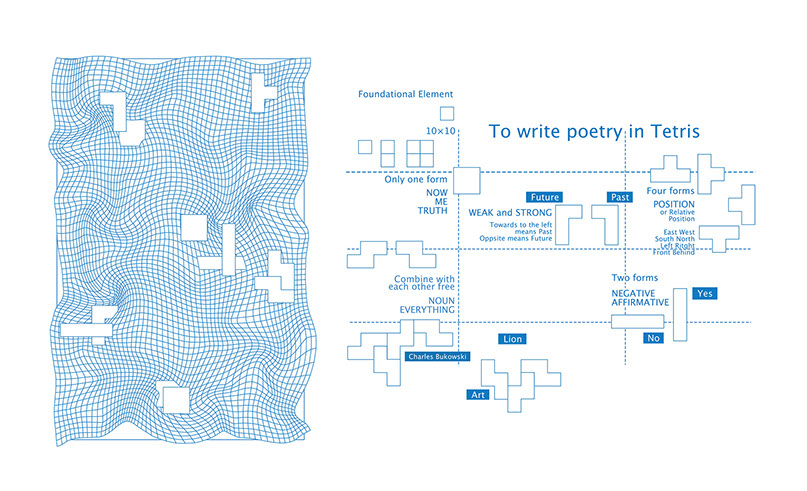 Foundational Element
10×10
To write poetry in Tetris
Only one form
NOW
ME
TRUTH
Future
Past
WEAK and STRONG
Towards to the left
means Past
Opposite means Future
Four forms
POSITION
or Relative
Position
East West
South North
Left Ritght
Front Behind
Combine with
each other free
NOUN
EVERYTHING
Two forms
NEGATIVE
AFFIRMATIVE
Yes
No
Lion
Charles Bukowski
Art